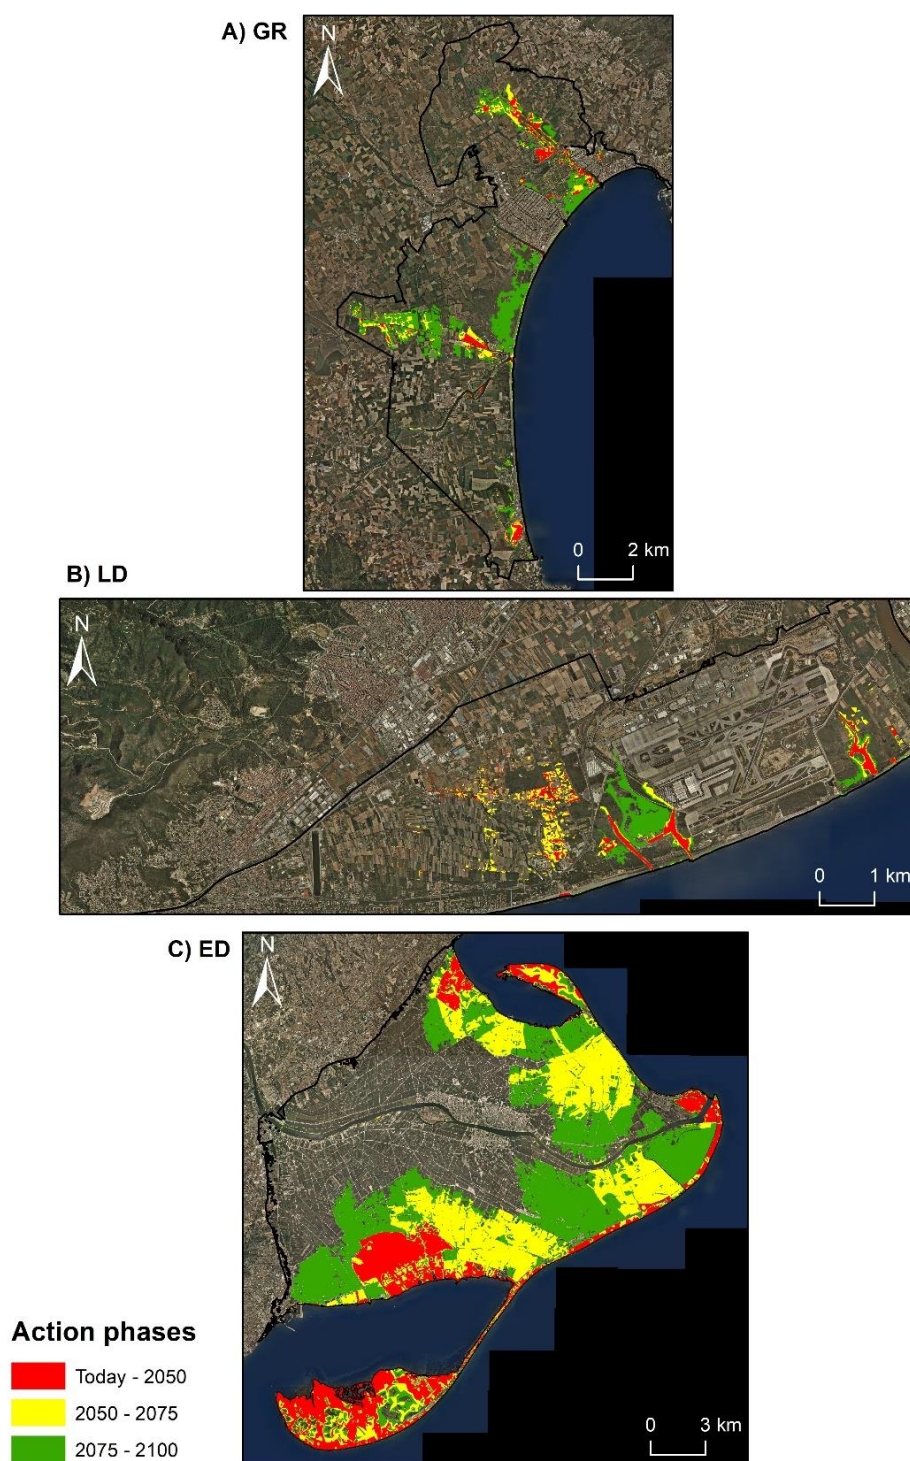 A) GR
N
0 2 km
B) LD
N
0 1 km
C) ED
N
Action phases
Today - 2050
2050 - 2075
2075 - 2100
0 3 km